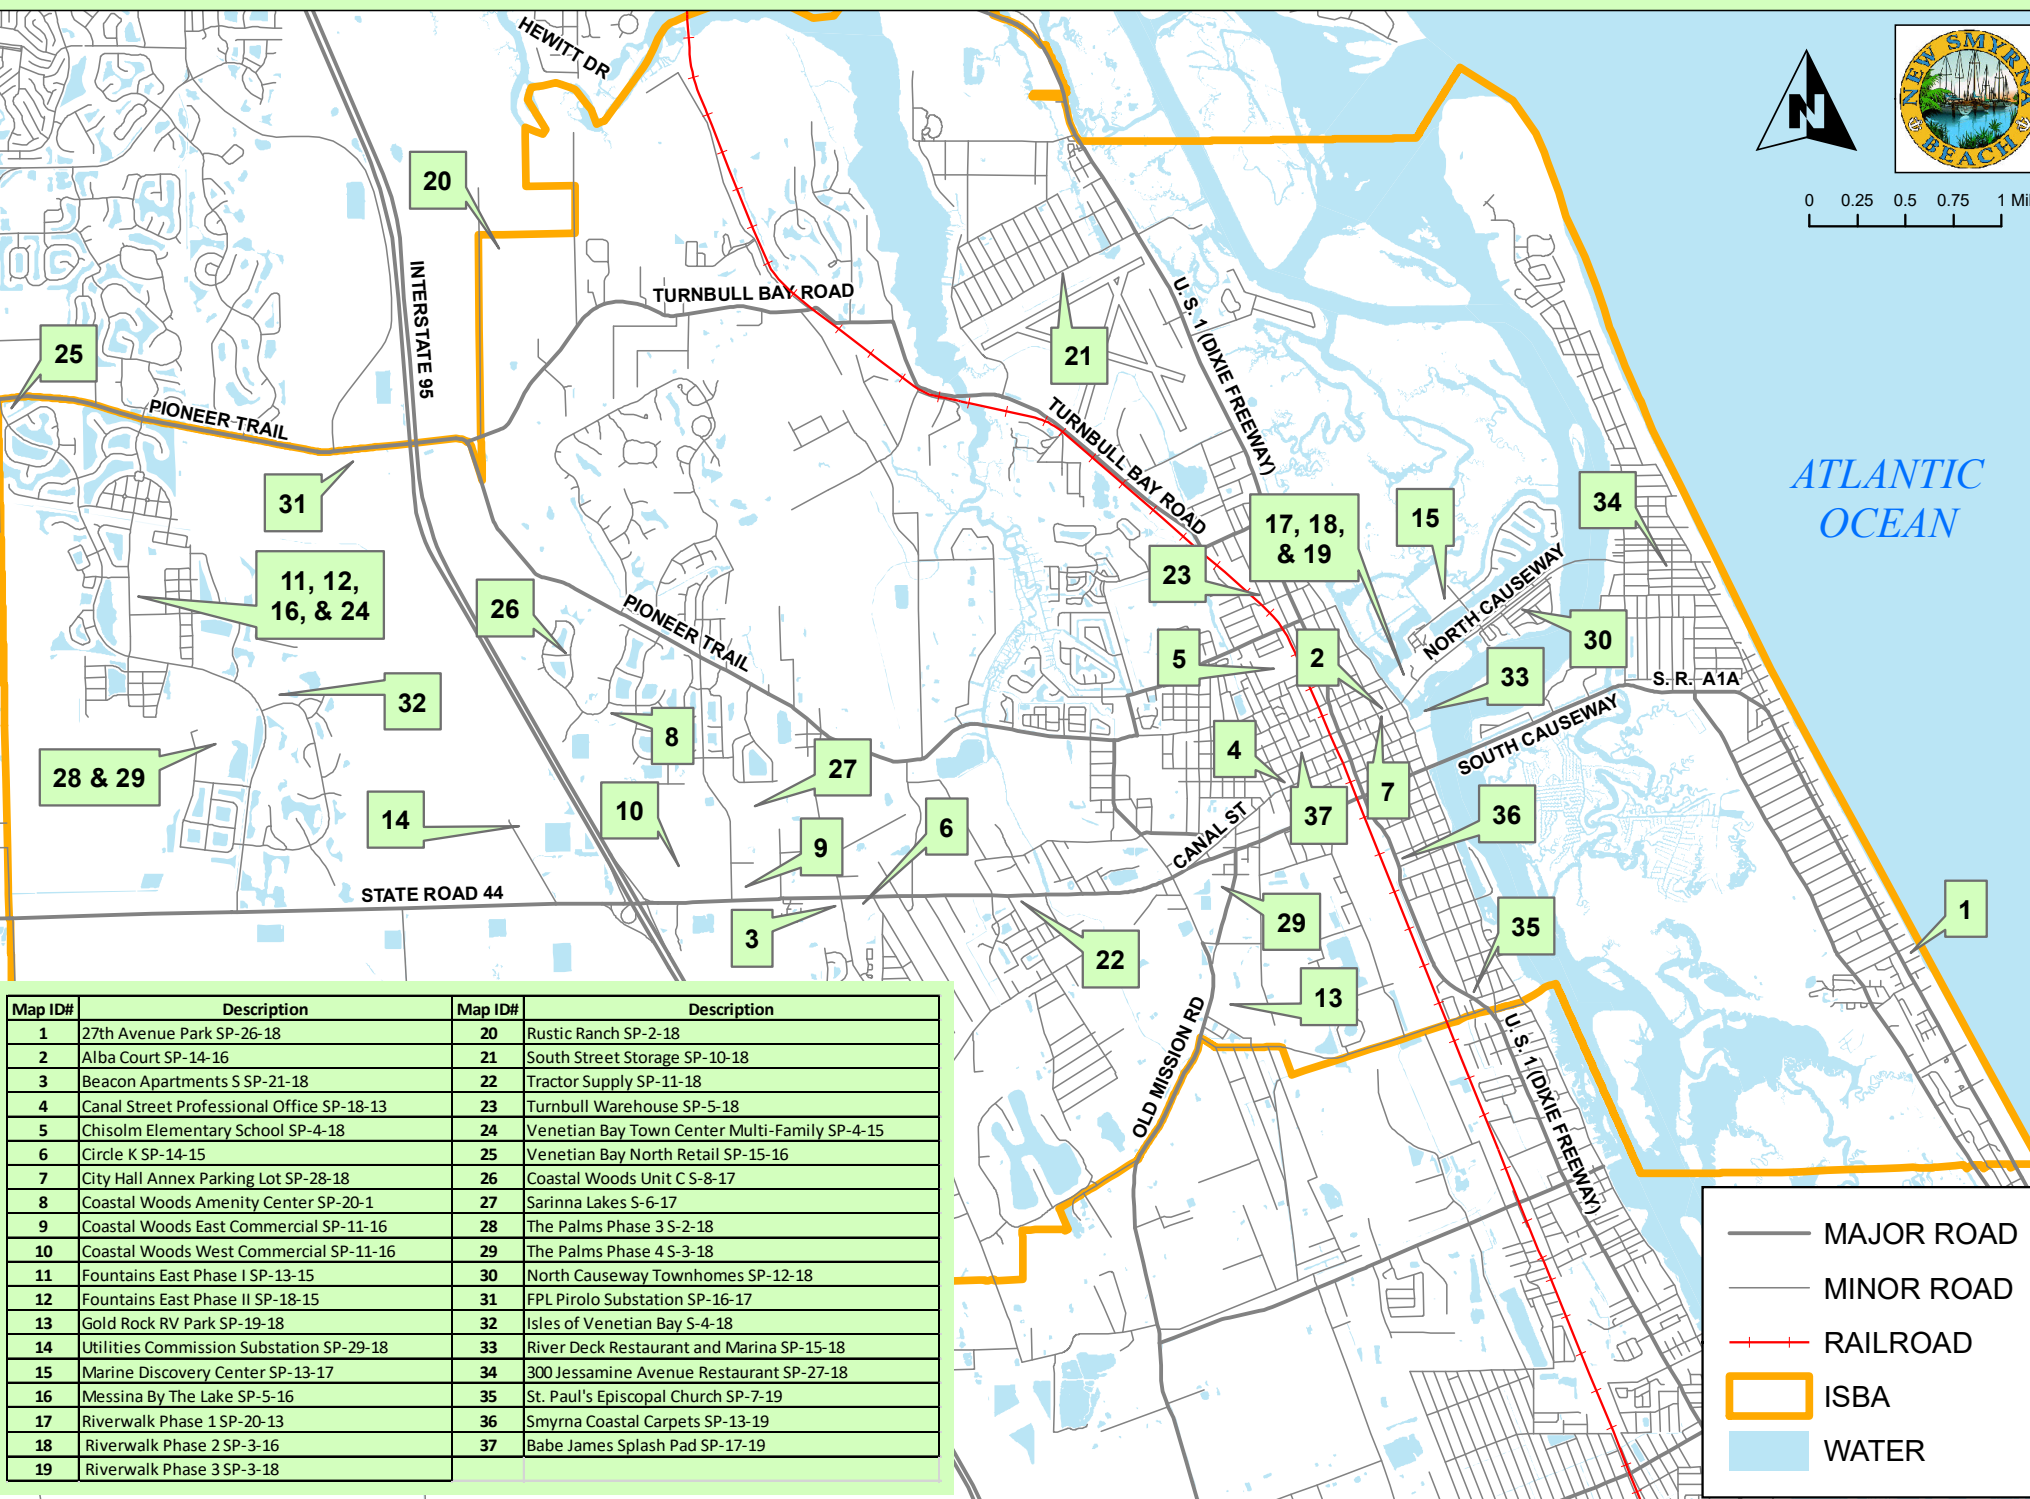 HEWITT DR
NEW SMYRNA
BEACH
N
0 0.25 0.5 0.75 1 Mil
20
INTERSTATE 95
TURNBULL BAY ROAD
U. S. 1 (DIXIE FREEWAY)
25
21
PIONEER TRAIL
TURNBULL BAY ROAD
ATLANTIC
OCEAN
31
17, 18,
& 19
15
34
11, 12,
16, & 24
26
23
NORTH CAUSEWAY
PIONEER TRAIL
5
2
30
33
S. R. A1A
32
8
4
SOUTH CAUSEWAY
28 & 29
27
7
14
10
9
6
CANAL ST
37
36
STATE ROAD 44
3
22
29
35
1
13
OLD MISSION RD
U. S. 1 (DIXIE FREEWAY)
Map ID# Description Map ID# Description
1 27th Avenue Park SP-26-18 20 Rustic Ranch SP-2-18
2 Alba Court SP-14-16 21 South Street Storage SP-10-18
3 Beacon Apartments S SP-21-18 22 Tractor Supply SP-11-18
4 Canal Street Professional Office SP-18-13 23 Turnbull Warehouse SP-5-18
5 Chisolm Elementary School SP-4-18 24 Venetian Bay Town Center Multi-Family SP-4-15
6 Circle K SP-14-15 25 Venetian Bay North Retail SP-15-16
7 City Hall Annex Parking Lot SP-28-18 26 Coastal Woods Unit C S-8-17
8 Coastal Woods Amenity Center SP-20-1 27 Sarinna Lakes S-6-17
9 Coastal Woods East Commercial SP-11-16 28 The Palms Phase 3 S-2-18
10 Coastal Woods West Commercial SP-11-16 29 The Palms Phase 4 S-3-18
11 Fountains East Phase I SP-13-15 30 North Causeway Townhomes SP-12-18
12 Fountains East Phase II SP-18-15 31 FPL Pirolo Substation SP-16-17
13 Gold Rock RV Park SP-19-18 32 Isles of Venetian Bay S-4-18
14 Utilities Commission Substation SP-29-18 33 River Deck Restaurant and Marina SP-15-18
15 Marine Discovery Center SP-13-17 34 300 Jessamine Avenue Restaurant SP-27-18
16 Messina By The Lake SP-5-16 35 St. Paul's Episcopal Church SP-7-19
17 Riverwalk Phase 1 SP-20-13 36 Smyrna Coastal Carpets SP-13-19
18 Riverwalk Phase 2 SP-3-16 37 Babe James Splash Pad SP-17-19
19 Riverwalk Phase 3 SP-3-18
MAJOR ROAD
MINOR ROAD
RAILROAD
ISBA
WATER